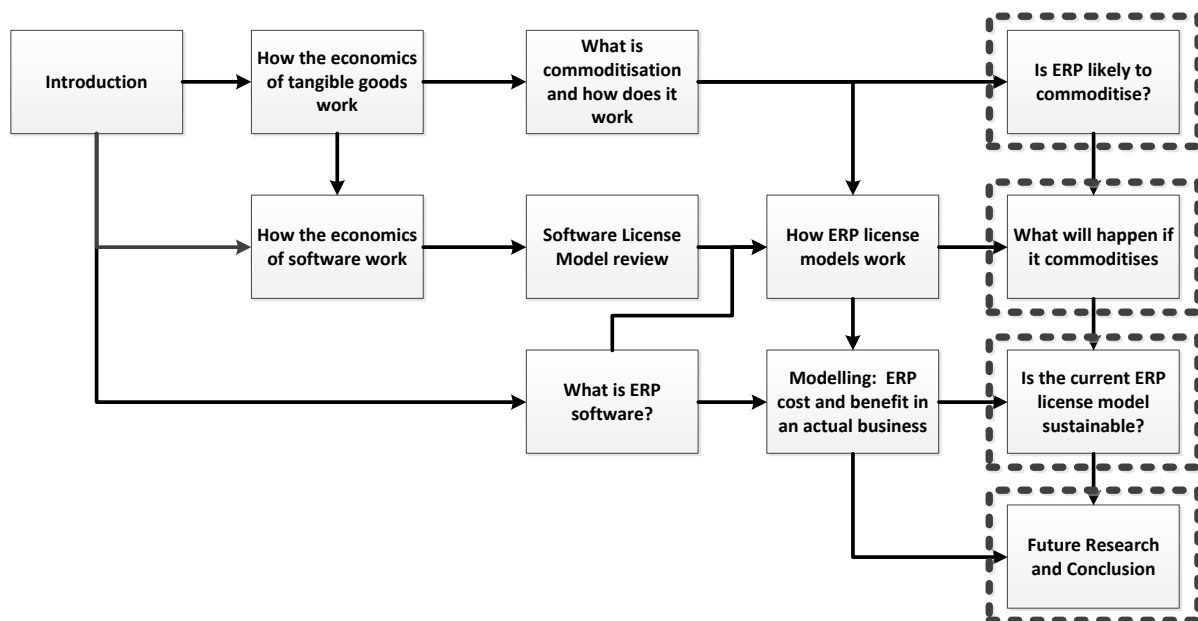 Introduction
How the economics
of tangible goods
work
What is
commoditisation
and how does it
work
Is ERP likely to
commoditise?
How the economics
of software work
Software License
Model review
How ERP license
models work
What will happen if
it commoditises
What is ERP
software?
Modelling:  ERP
cost and benefit in
an actual business
Is the current ERP
license model
sustainable?
Future Research
and Conclusion